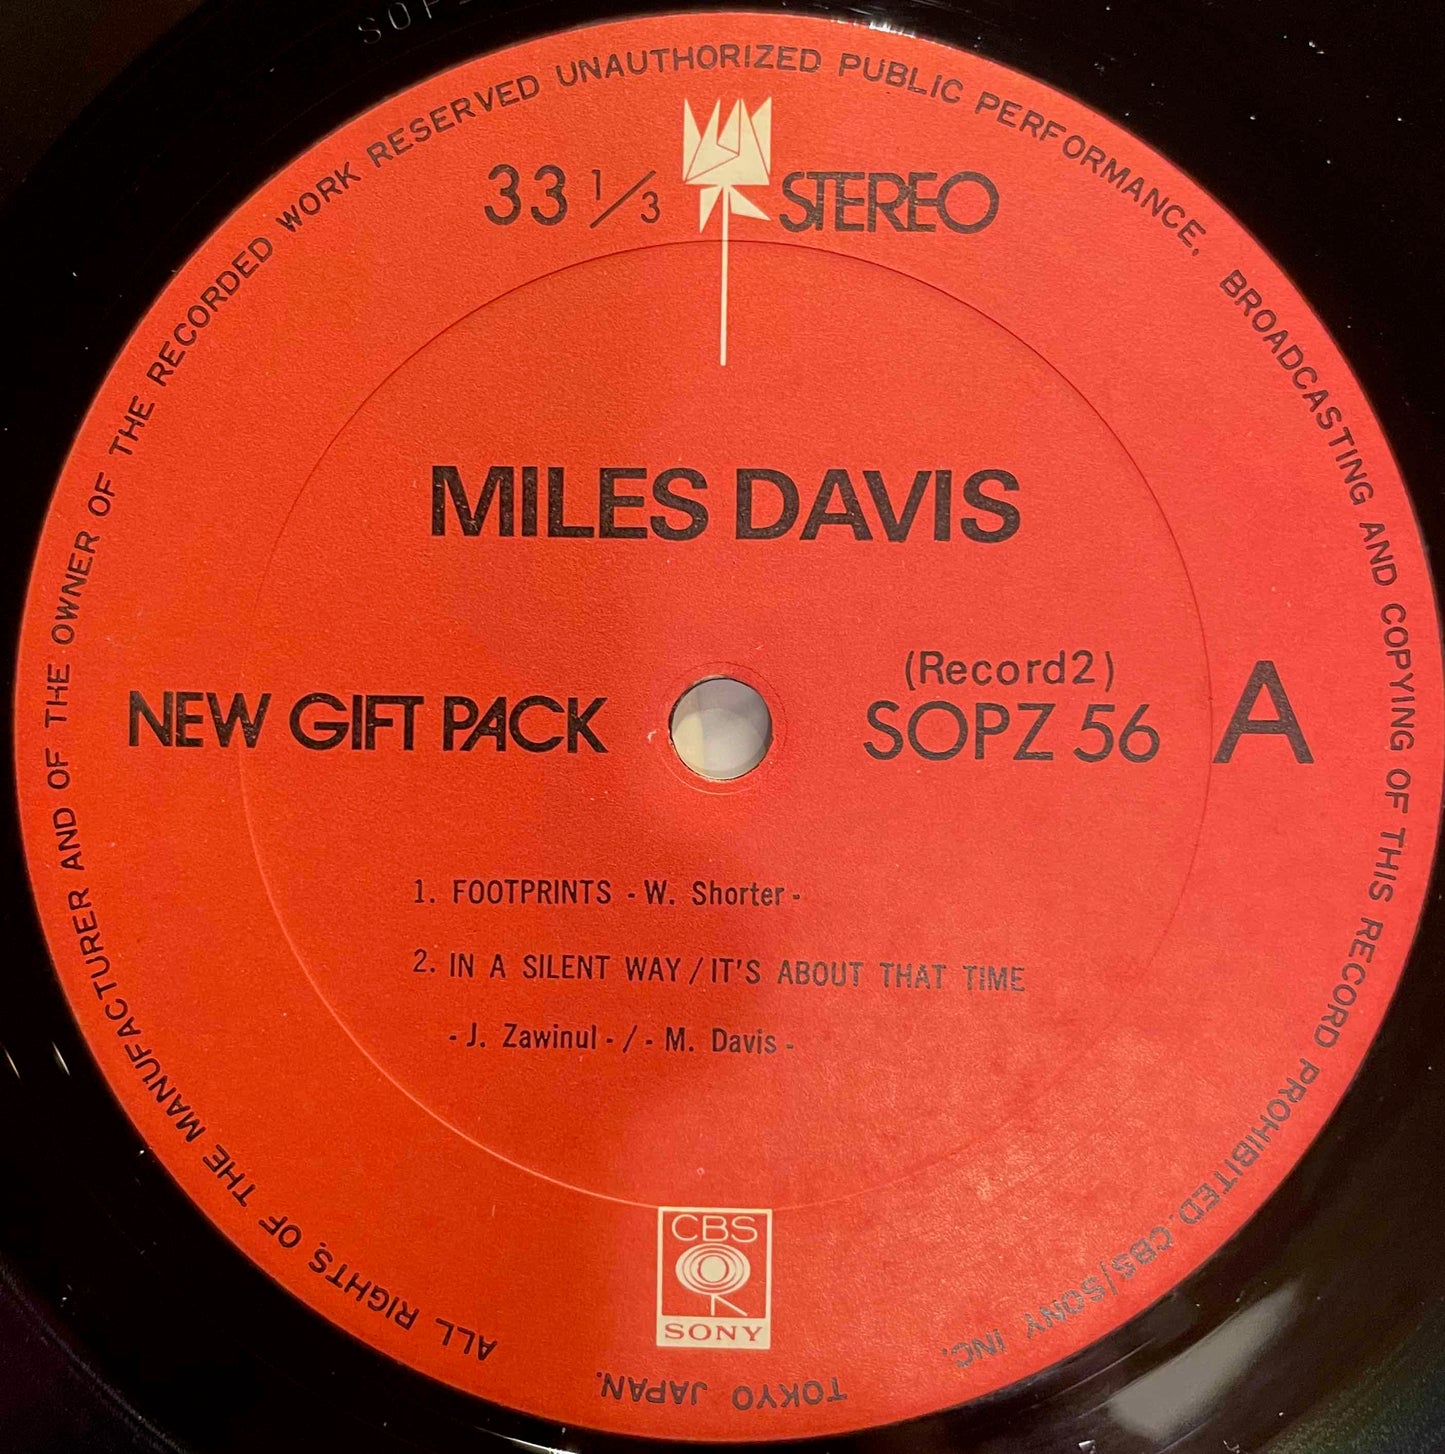 SOP
ALL RIGHTS OF THE MANUFACTURER AND OF THE OWNER OF THE RECORDED WORK RESERVED UNAUTHORIZED PUBLIC PERFORMANCE, BROADCASTING AND COPYING OF THIS RECORD PROHIBITED. CBS/SONY INC.
TOKYO JAPAN.
33 1/3 STEREO
MILES DAVIS
NEW GIFT PACK
(Record2)
SOPZ 56 A
1. FOOTPRINTS - W. Shorter -
2. IN A SILENT WAY / IT'S ABOUT THAT TIME
- J. Zawinul - / - M. Davis -
CBS
SONY